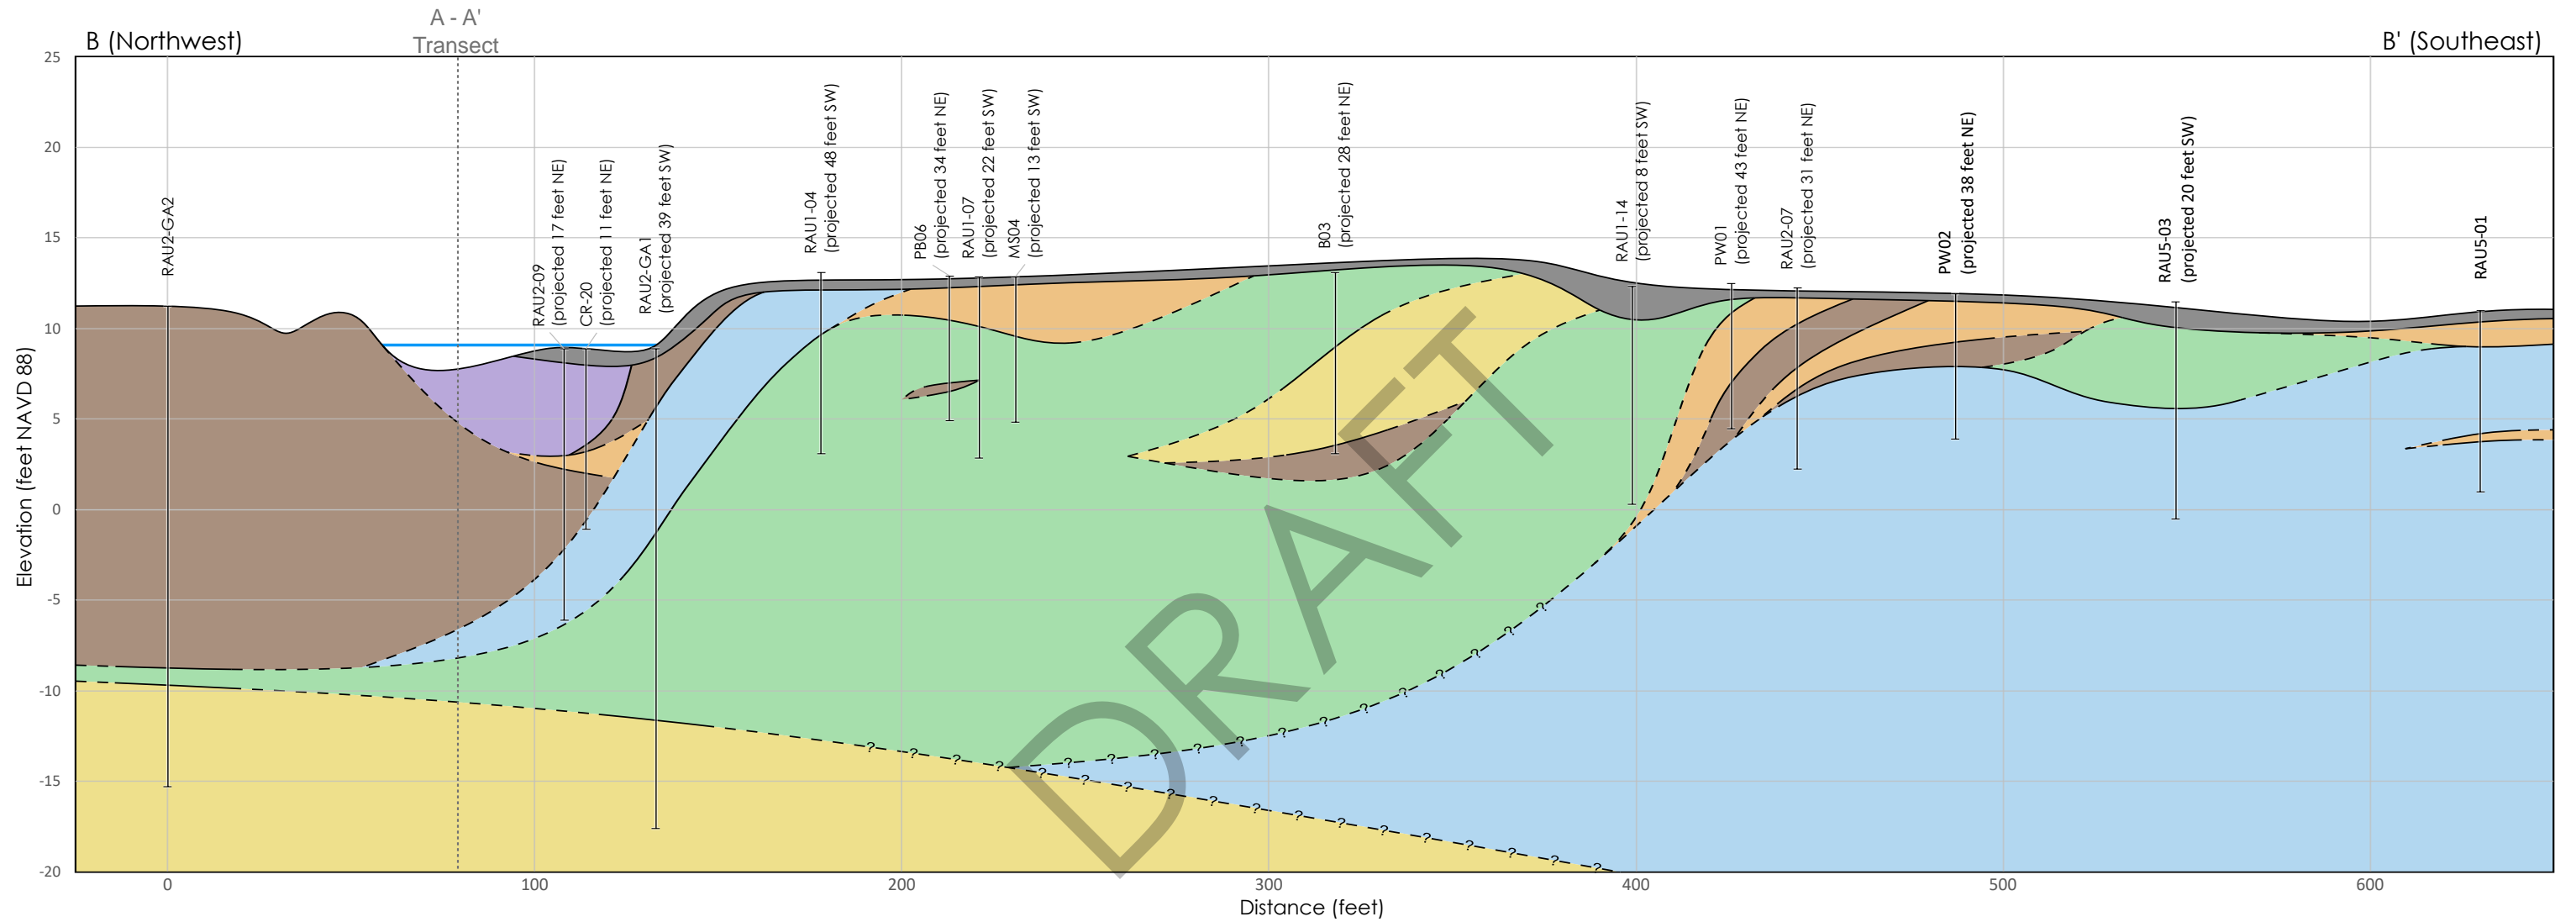 A - A'
Transect
B (Northwest)
B' (Southeast)
25
20
15
10
5
0
-5
-10
-15
-20
Elevation (feet NAVD 88)
RAU2-GA2
RAU2-09
(projected 17 feet NE)
CR-20
(projected 11 feet NE)
RAU2-GA1
(projected 39 feet SW)
RAU1-04
(projected 48 feet SW)
PB06
(projected 34 feet NE)
RAU1-07
(projected 22 feet SW)
MS04
(projected 13 feet SW)
B03
(projected 28 feet NE)
RAU1-14
(projected 8 feet SW)
PW01
(projected 43 feet NE)
RAU2-07
(projected 31 feet NE)
PW02
(projected 38 feet NE)
RAU5-03
(projected 20 feet SW)
RAU5-01
DRAFT
? ? ? ? ? ? ? ? ? ? ? ? ? ? ? ? ? ?
? ? ? ? ? ? ? ? ? ? ? ? ? ?
0
100
200
300
400
500
600
Distance (feet)